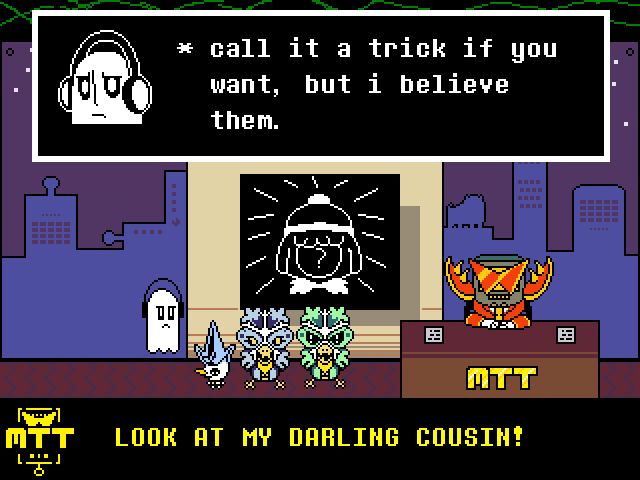 * call it a trick if you
want, but i believe
them.
?
MTT
MTT
LOOK AT MY DARLING COUSIN!